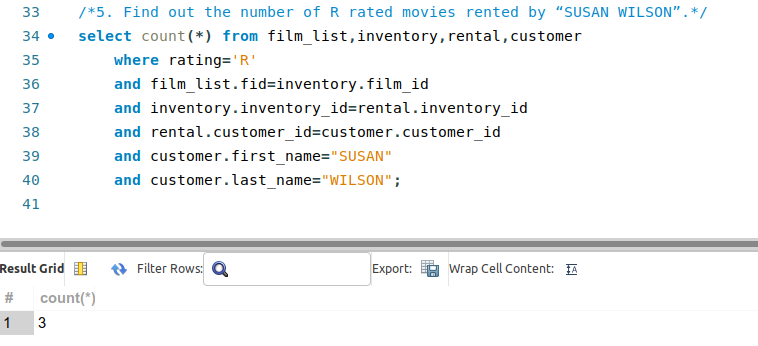 33 /*5. Find out the number of R rated movies rented by “SUSAN WILSON”.*/
34 select count(*) from film_list,inventory,rental,customer
35 where rating='R'
36 and film_list.fid=inventory.film_id
37 and inventory.inventory_id=rental.inventory_id
38 and rental.customer_id=customer.customer_id
39 and customer.first_name="SUSAN"
40 and customer.last_name="WILSON";
41
Result Grid Filter Rows: Export: Wrap Cell Content: IA
# count(*)
1 3